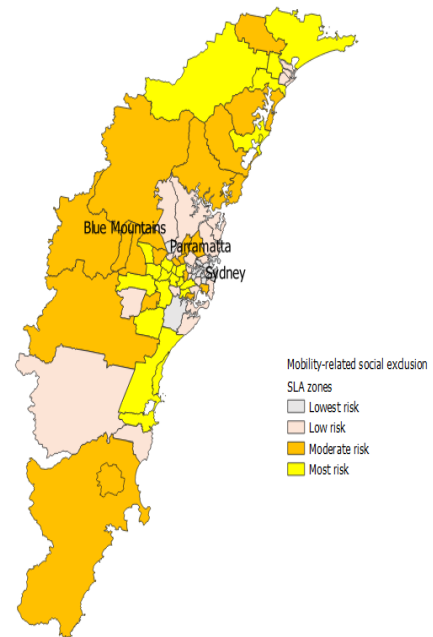 Blue Mountains
Parramatta
Sydney
Mobility-related social exclusion
SLA zones
Lowest risk
Low risk
Moderate risk
Most risk